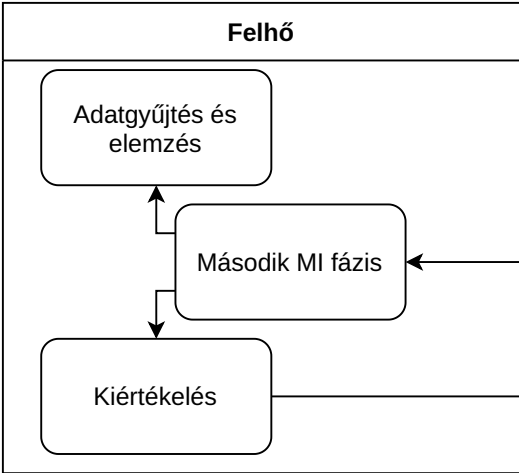 Felhő
Adatgyűjtés és
elemzés
Második MI fázis
Kiértékelés